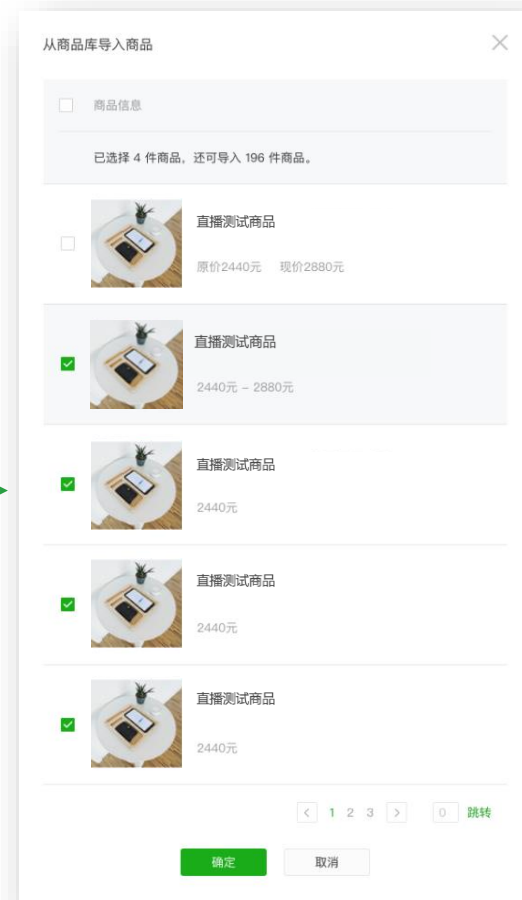 从商品库导入商品
商品信息
已选择 4 件商品，还可导入 196 件商品。
直播测试商品
原价2440元 现价2880元
直播测试商品
2440元 – 2880元
直播测试商品
2440元
直播测试商品
2440元
直播测试商品
2440元
< 1 2 3 > 0 跳转
确定 取消